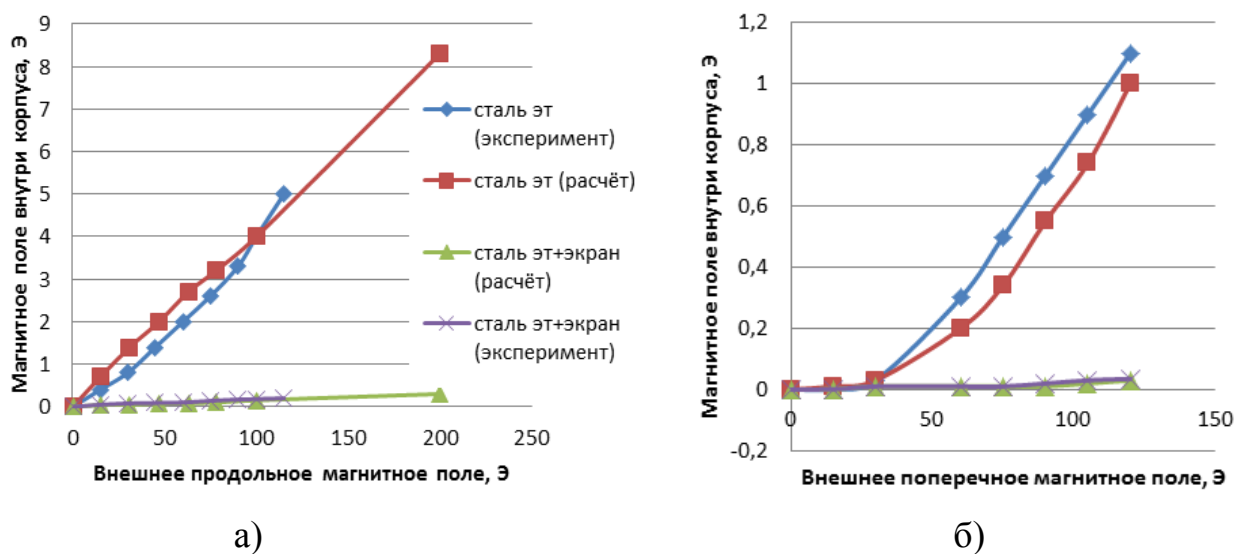 9
8
7
6
5
4
3
2
1
0
0
50
100
150
200
250
Магнитное поле внутри корпуса, Э
Внешнее продольное магнитное поле, Э
сталь эт
(эксперимент)
сталь эт (расчёт)
сталь эт+экран
(расчёт)
сталь эт+экран
(эксперимент)
а)
1,2
1
0,8
0,6
0,4
0,2
0
-0,2
0
50
100
150
Магнитное поле внутри корпуса, Э
Внешнее поперечное магнитное поле, Э
б)